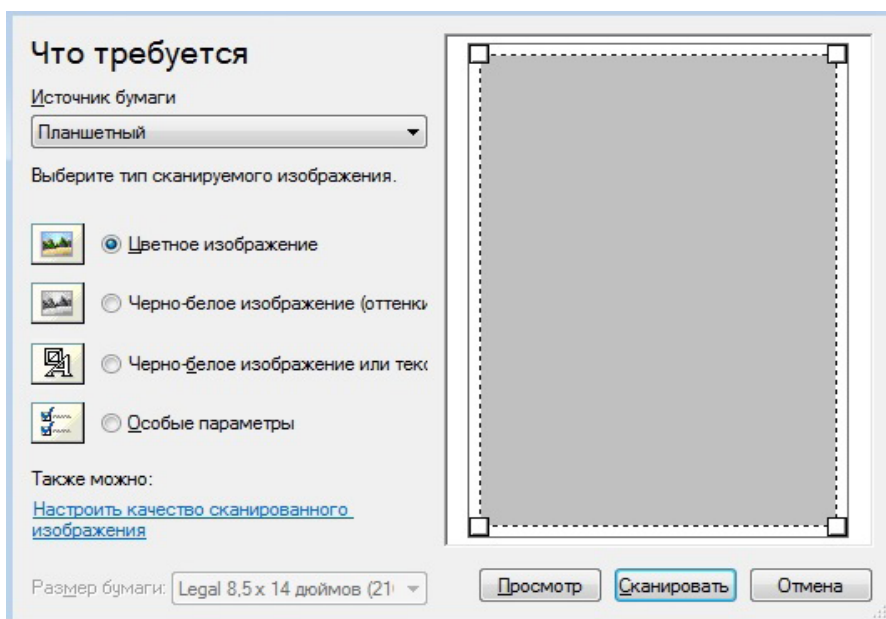 Что требуется
Источник бумаги
Планшетный
Выберите тип сканируемого изображения.
Цветное изображение
Черно-белое изображение (оттенки
Черно-белое изображение или текс
Особые параметры
Также можно:
Настроить качество сканированного
изображения
Размер бумаги: Legal 8,5 x 14 дюймов (21
Просмотр Сканировать Отмена